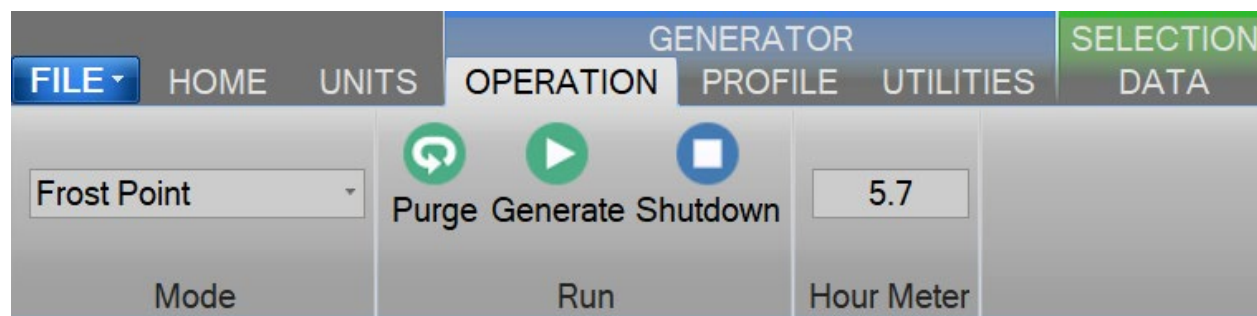 GENERATOR SELECTION
FILE HOME UNITS OPERATION PROFILE UTILITIES DATA
Frost Point 5.7
Purge Generate Shutdown
Mode Run Hour Meter